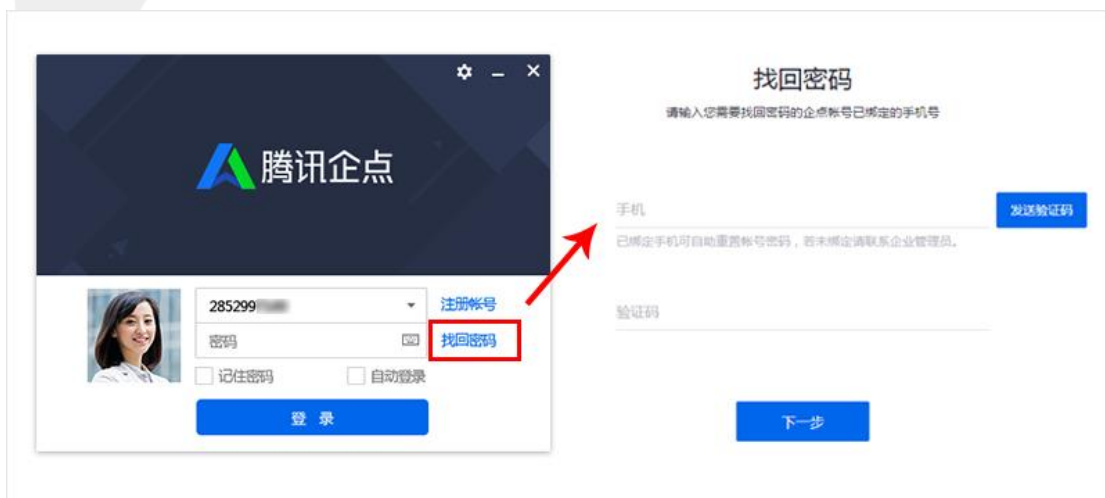 腾讯企点
285299
注册帐号
密码
找回密码
记住密码
自动登录
登 录
找回密码
请输入您需要找回密码的企点帐号已绑定的手机号
手机
发送验证码
已绑定手机可自助重置帐号密码，若未绑定请联系企业管理员。
验证码
下一步